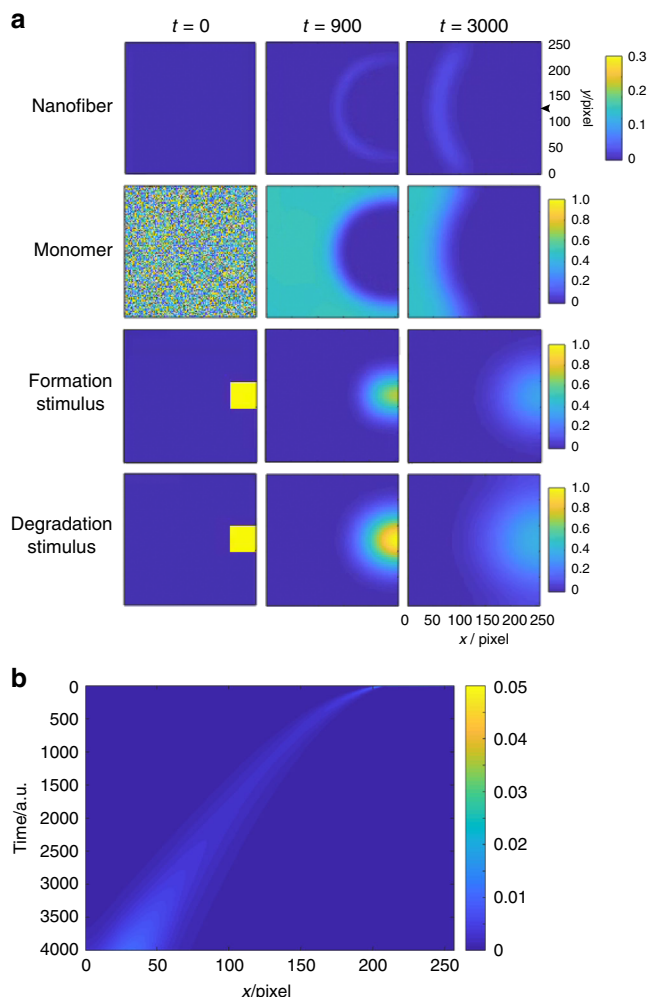 a
t = 0 t = 900 t = 3000
Nanofiber
250
200
150
100
50
0
y/pixel
0.3
0.2
0.1
0
Monomer
1.0
0.8
0.6
0.4
0.2
0
Formation
stimulus
1.0
0.8
0.6
0.4
0.2
0
Degradation
stimulus
1.0
0.8
0.6
0.4
0.2
0
0 50 100 150 200 250
x / pixel
b
0
500
1000
1500
2000
2500
3000
3500
4000
Time/a.u.
0 50 100 150 200 250
x/pixel
0.05
0.04
0.03
0.02
0.01
0